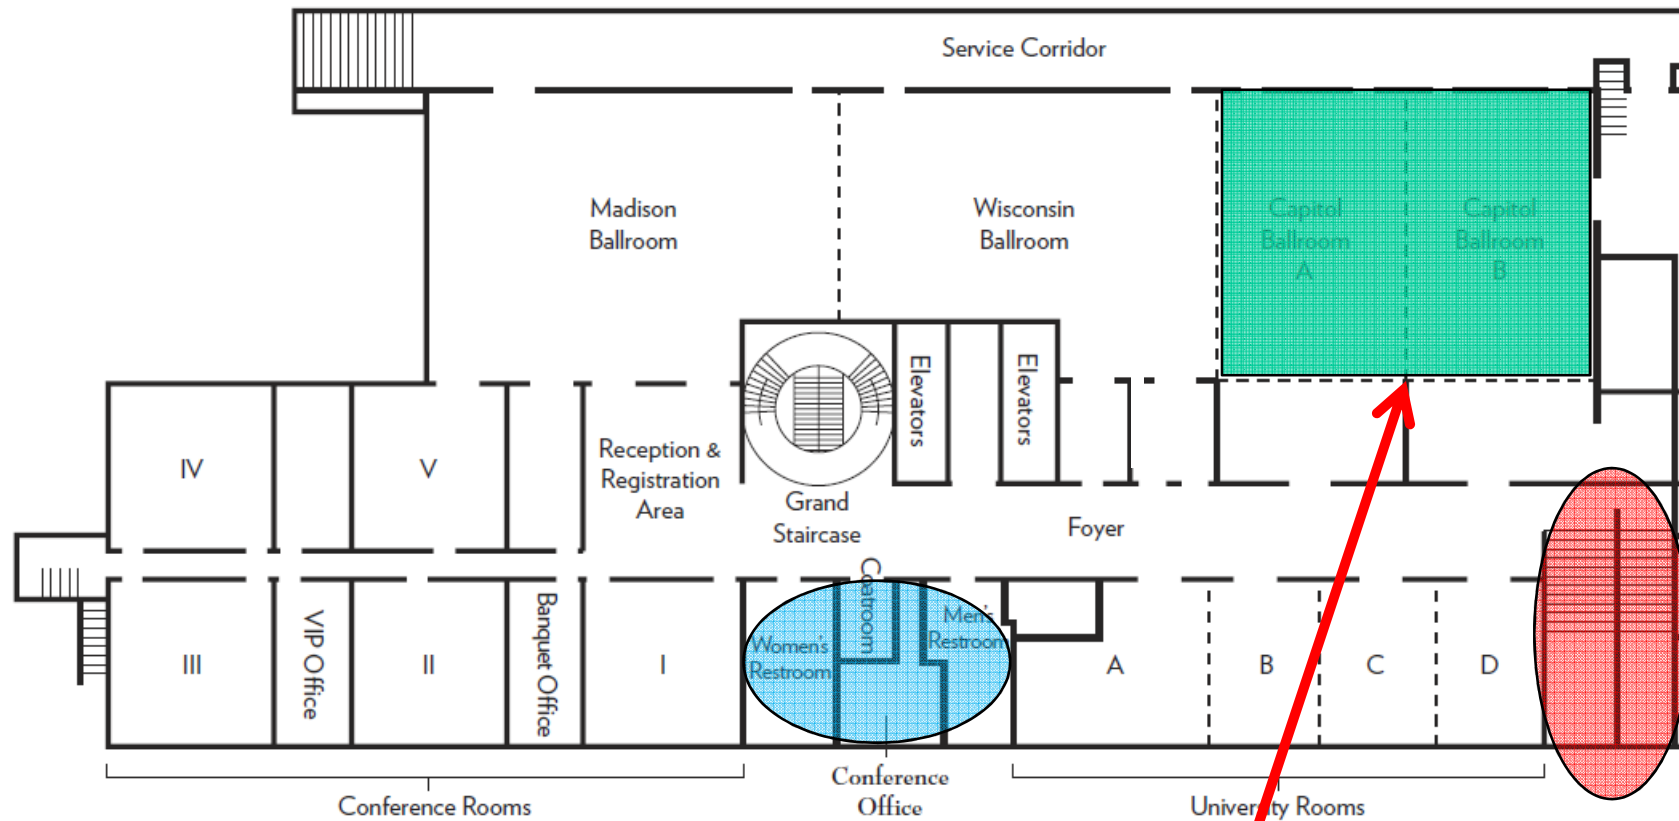 Service Corridor
Madison
Ballroom
Wisconsin
Ballroom
Capitol
Ballroom
A
Capitol
Ballroom
B
Elevators
Elevators
IV
V
Reception &
Registration
Area
Grand
Staircase
Foyer
III
VIP Office
II
Banquet Office
I
Women's
Restroom
Coatroom
Men's
Restroom
A
B
C
D
Conference Rooms
Conference
Office
University Rooms